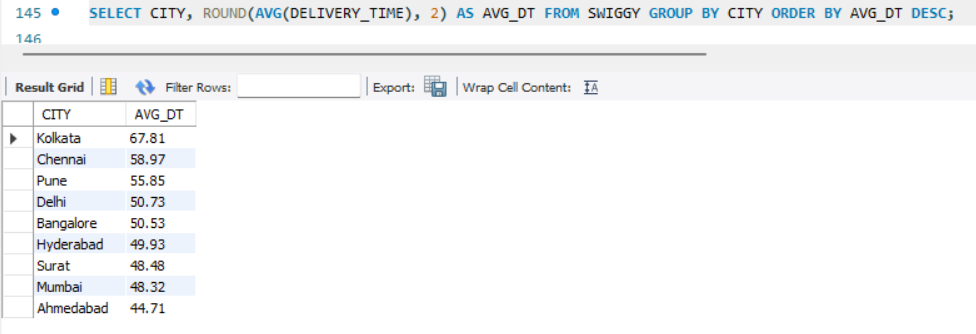 145 SELECT CITY, ROUND(AVG(DELIVERY_TIME), 2) AS AVG_DT FROM SWIGGY GROUP BY CITY ORDER BY AVG_DT DESC;
146
Result Grid Filter Rows: Export: Wrap Cell Content: IA
CITY AVG_DT
Kolkata 67.81
Chennai 58.97
Pune 55.85
Delhi 50.73
Bangalore 50.53
Hyderabad 49.93
Surat 48.48
Mumbai 48.32
Ahmedabad 44.71